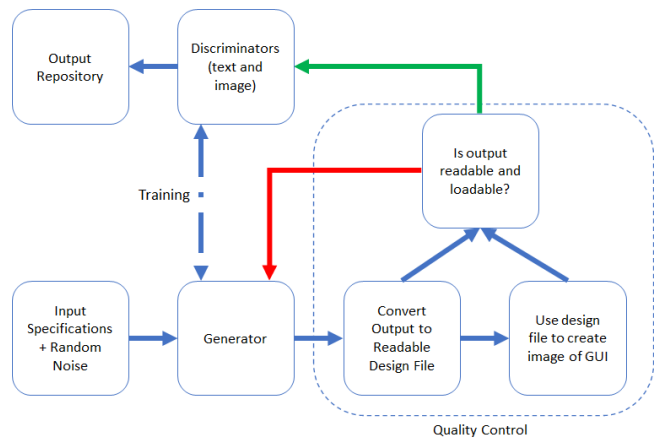 Output
Repository
Discriminators
(text and
image)
Is output
readable and
loadable?
Training
Input
Specifications
+ Random
Noise
Generator
Convert
Output to
Readable
Design File
Use design
file to create
image of GUI
Quality Control